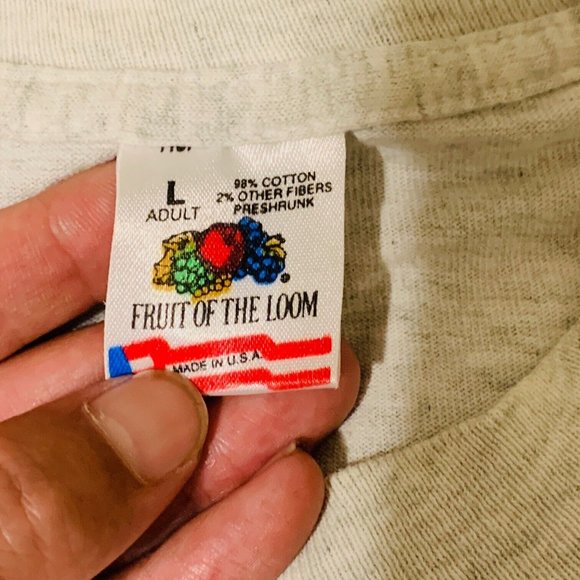 L
ADULT
98% COTTON
2% OTHER FIBERS
PRESHRUNK
®
FRUIT OF THE LOOM
MADE IN U.S.A.